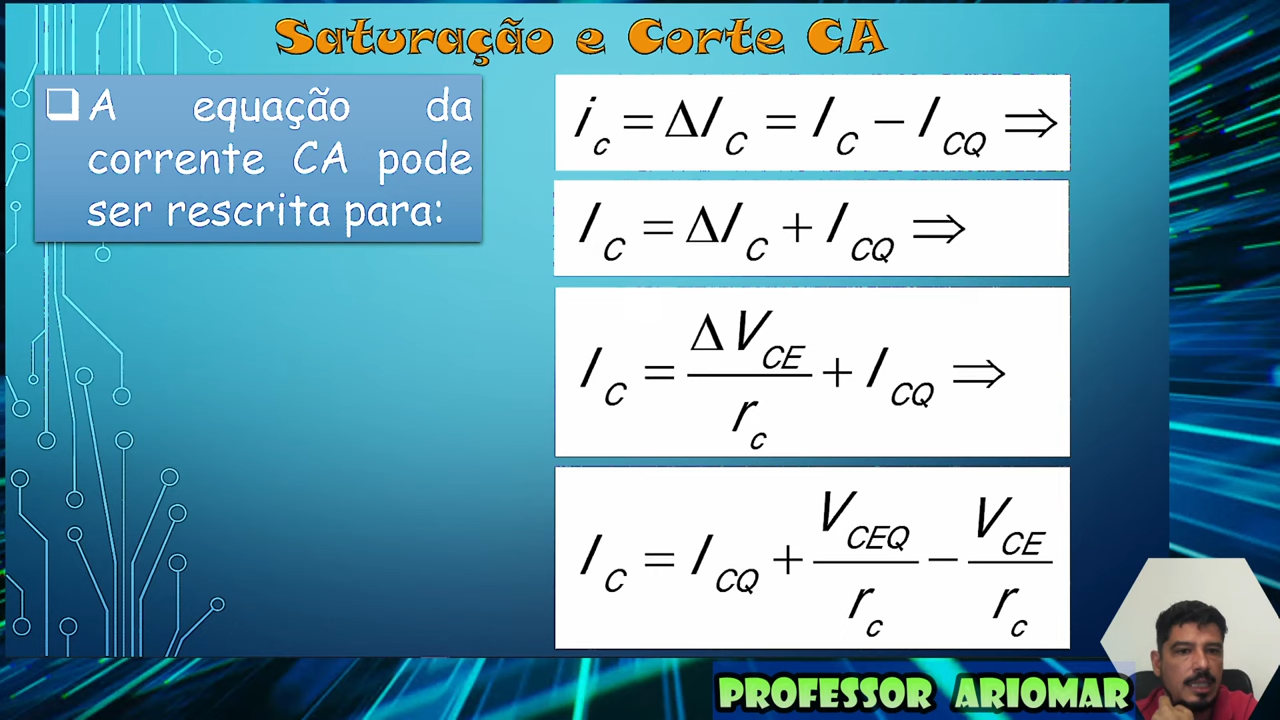 Saturação e Corte CA
❑ A equação da
corrente CA pode
ser rescrita para:
i_c = ΔI_C = I_C − I_CQ ⇒
I_C = ΔI_C + I_CQ ⇒
I_C = ΔV_CE / r_c + I_CQ ⇒
I_C = I_CQ + V_CEQ / r_c − V_CE / r_c
PROFESSOR ARIOMAR